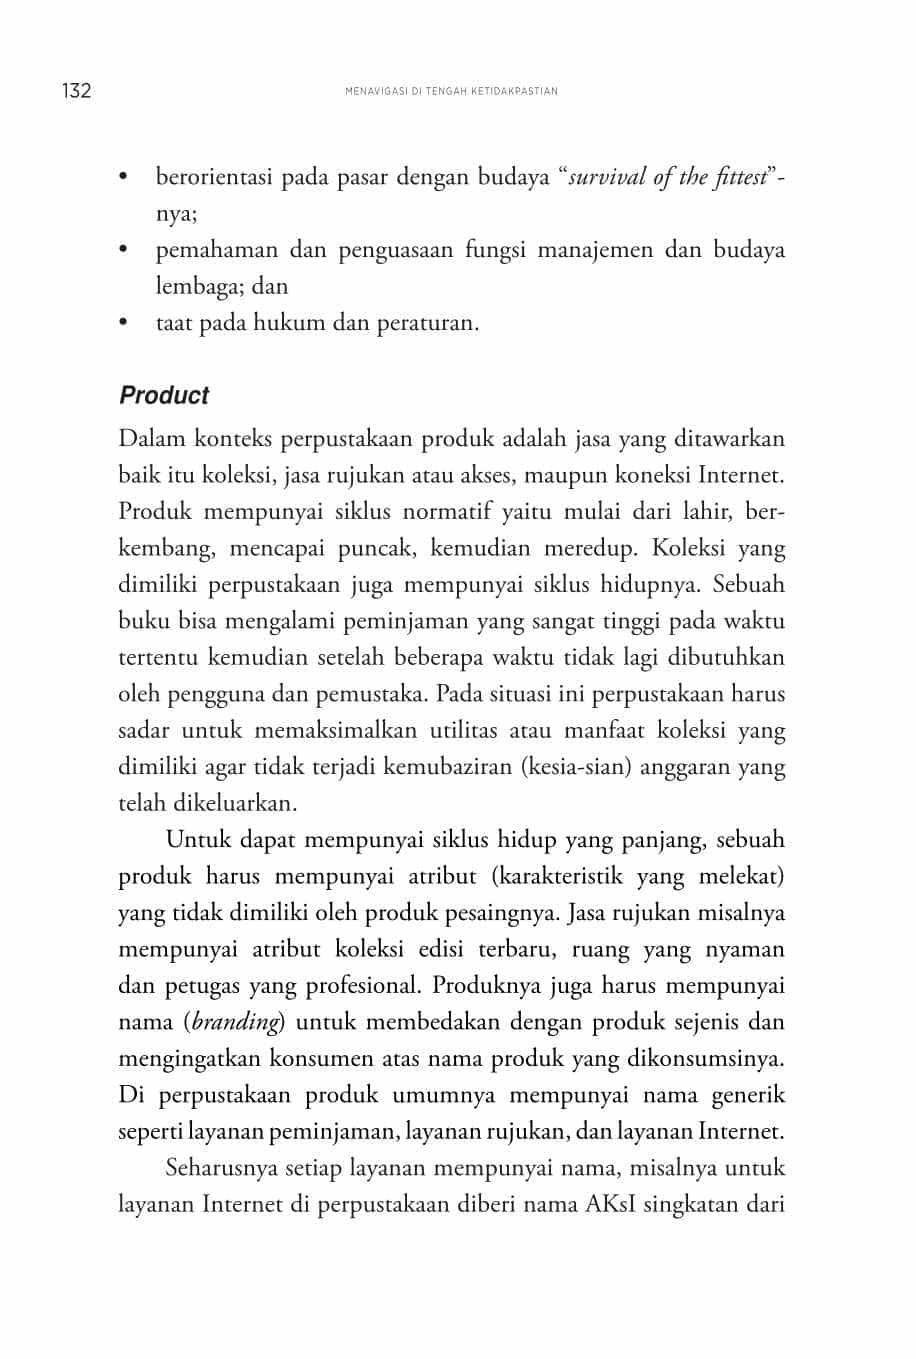 132
MENAVIGASI DI TENGAH KETIDAKPASTIAN
• berorientasi pada pasar dengan budaya “survival of the fittest”-
nya;
• pemahaman dan penguasaan fungsi manajemen dan budaya
lembaga; dan
• taat pada hukum dan peraturan.
Product
Dalam konteks perpustakaan produk adalah jasa yang ditawarkan
baik itu koleksi, jasa rujukan atau akses, maupun koneksi Internet.
Produk mempunyai siklus normatif yaitu mulai dari lahir, ber-
kembang, mencapai puncak, kemudian meredup. Koleksi yang
dimiliki perpustakaan juga mempunyai siklus hidupnya. Sebuah
buku bisa mengalami peminjaman yang sangat tinggi pada waktu
tertentu kemudian setelah beberapa waktu tidak lagi dibutuhkan
oleh pengguna dan pemustaka. Pada situasi ini perpustakaan harus
sadar untuk memaksimalkan utilitas atau manfaat koleksi yang
dimiliki agar tidak terjadi kemubaziran (kesia-sian) anggaran yang
telah dikeluarkan.
Untuk dapat mempunyai siklus hidup yang panjang, sebuah
produk harus mempunyai atribut (karakteristik yang melekat)
yang tidak dimiliki oleh produk pesaingnya. Jasa rujukan misalnya
mempunyai atribut koleksi edisi terbaru, ruang yang nyaman
dan petugas yang profesional. Produknya juga harus mempunyai
nama (branding) untuk membedakan dengan produk sejenis dan
mengingatkan konsumen atas nama produk yang dikonsumsinya.
Di perpustakaan produk umumnya mempunyai nama generik
seperti layanan peminjaman, layanan rujukan, dan layanan Internet.
Seharusnya setiap layanan mempunyai nama, misalnya untuk
layanan Internet di perpustakaan diberi nama AKsI singkatan dari